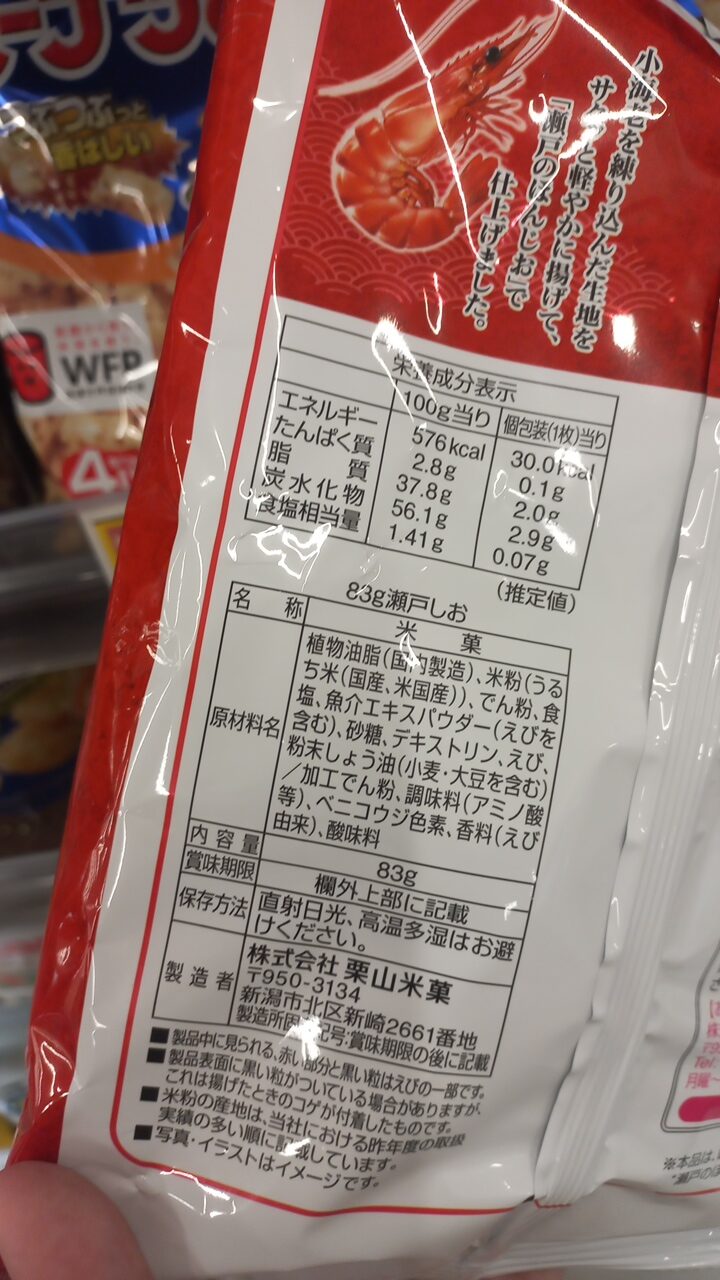 つぶつぶっと
香ばしい
WFP
小海老を練り込んだ生地を
サクッと軽やかに揚げて、
「瀬戸のほんじお」で
仕上げました。
栄養成分表示
100g当り 個包装(1枚)当り
エネルギー 576kcal 30.0kcal
たんぱく質 2.8g 0.1g
脂質 37.8g 2.0g
炭水化物 56.1g 2.9g
食塩相当量 1.41g 0.07g
(推定値)
83g瀬戸しお
名称 米菓
原材料名 植物油脂(国内製造)、米粉(うる
ち米(国産、米国産))、でん粉、食
塩、魚介エキスパウダー(えびを
含む)、砂糖、デキストリン、えび、
粉末しょう油(小麦・大豆を含む)
/加工でん粉、調味料(アミノ酸
等)、ベニコウジ色素、香料(えび
由来)、酸味料
内容量 83g
賞味期限 欄外上部に記載
保存方法 直射日光、高温多湿はお避
けください。
製造者 株式会社 栗山米菓
〒950-3134
新潟市北区新崎2661番地
製造所固有記号:賞味期限の後に記載
■製品中に見られる、赤い部分と黒い粒はえびの一部です。
■製品表面に黒い粒がついている場合がありますが、
これは揚げたときのコゲが付着したものです。
■米粉の産地は、当社における昨年度の取扱
実績の多い順に記載しています。
■写真・イラストはイメージです。
Tel:
月曜~
※本品は、